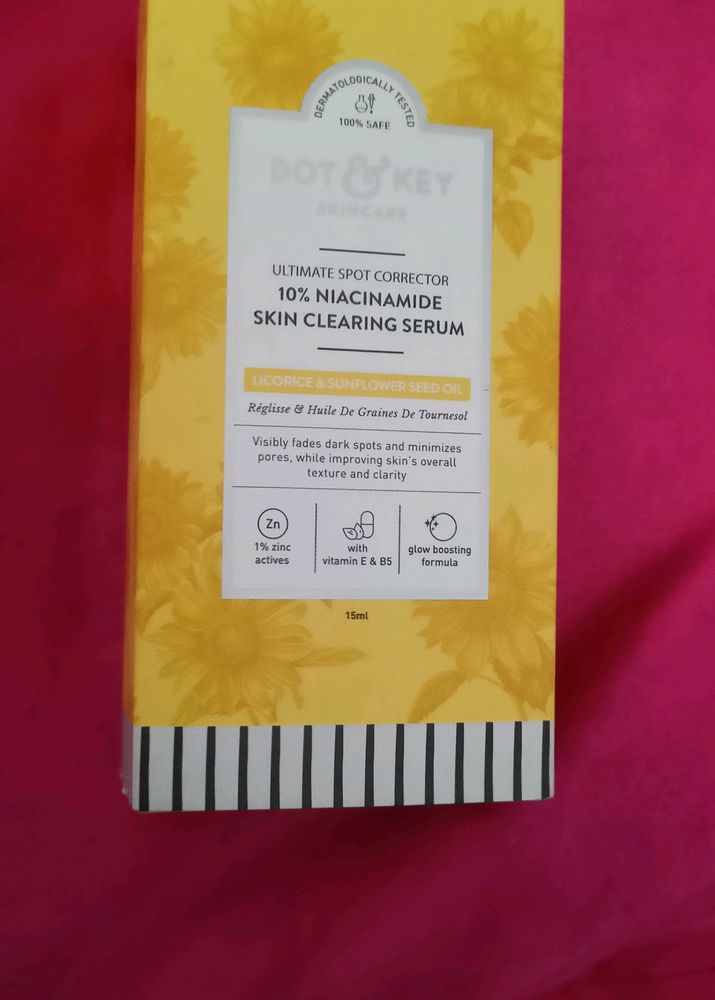 DERMATOLOGICALLY TESTED
100% SAFE
DOT & KEY
SKINCARE
ULTIMATE SPOT CORRECTOR
10% NIACINAMIDE
SKIN CLEARING SERUM
LICORICE & SUNFLOWER SEED OIL
Réglisse & Huile De Graines De Tournesol
Visibly fades dark spots and minimizes
pores, while improving skin's overall
texture and clarity
Zn
1% zinc
actives
with
vitamin E & B5
glow boosting
formula
15ml